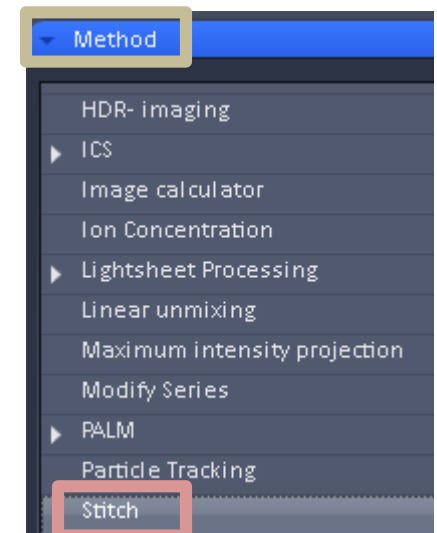 Method
HDR- imaging
ICS
Image calculator
Ion Concentration
Lightsheet Processing
Linear unmixing
Maximum intensity projection
Modify Series
PALM
Particle Tracking
Stitch